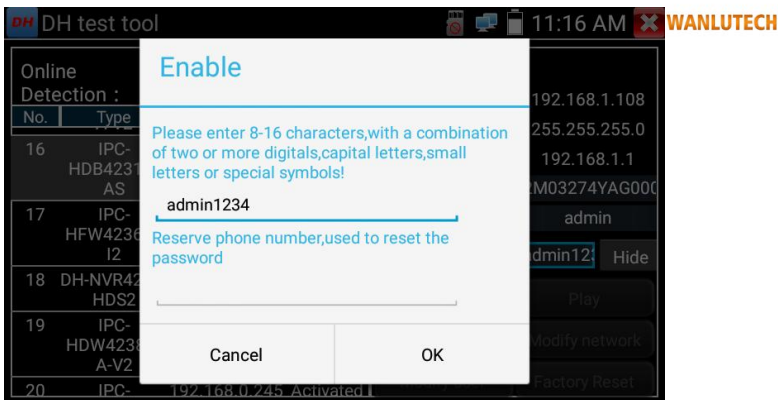 DH DH test tool
11:16 AM
WANLUTECH
Online
Detection :
No. Type
16 IPC-
HDB4231
AS
17 IPC-
HFW4236
I2
18 DH-NVR42
HDS2
19 IPC-
HDW4238
A-V2
20 IPC-
192.168.0.245 Activated
Enable
Please enter 8-16 characters,with a combination
of two or more digitals,capital letters,small
letters or special symbols!
admin1234
Reserve phone number,used to reset the
password
Cancel
OK
192.168.1.108
255.255.255.0
192.168.1.1
2M03274YAG000
admin
dmin12
Hide
Play
Modify network
Factory Reset